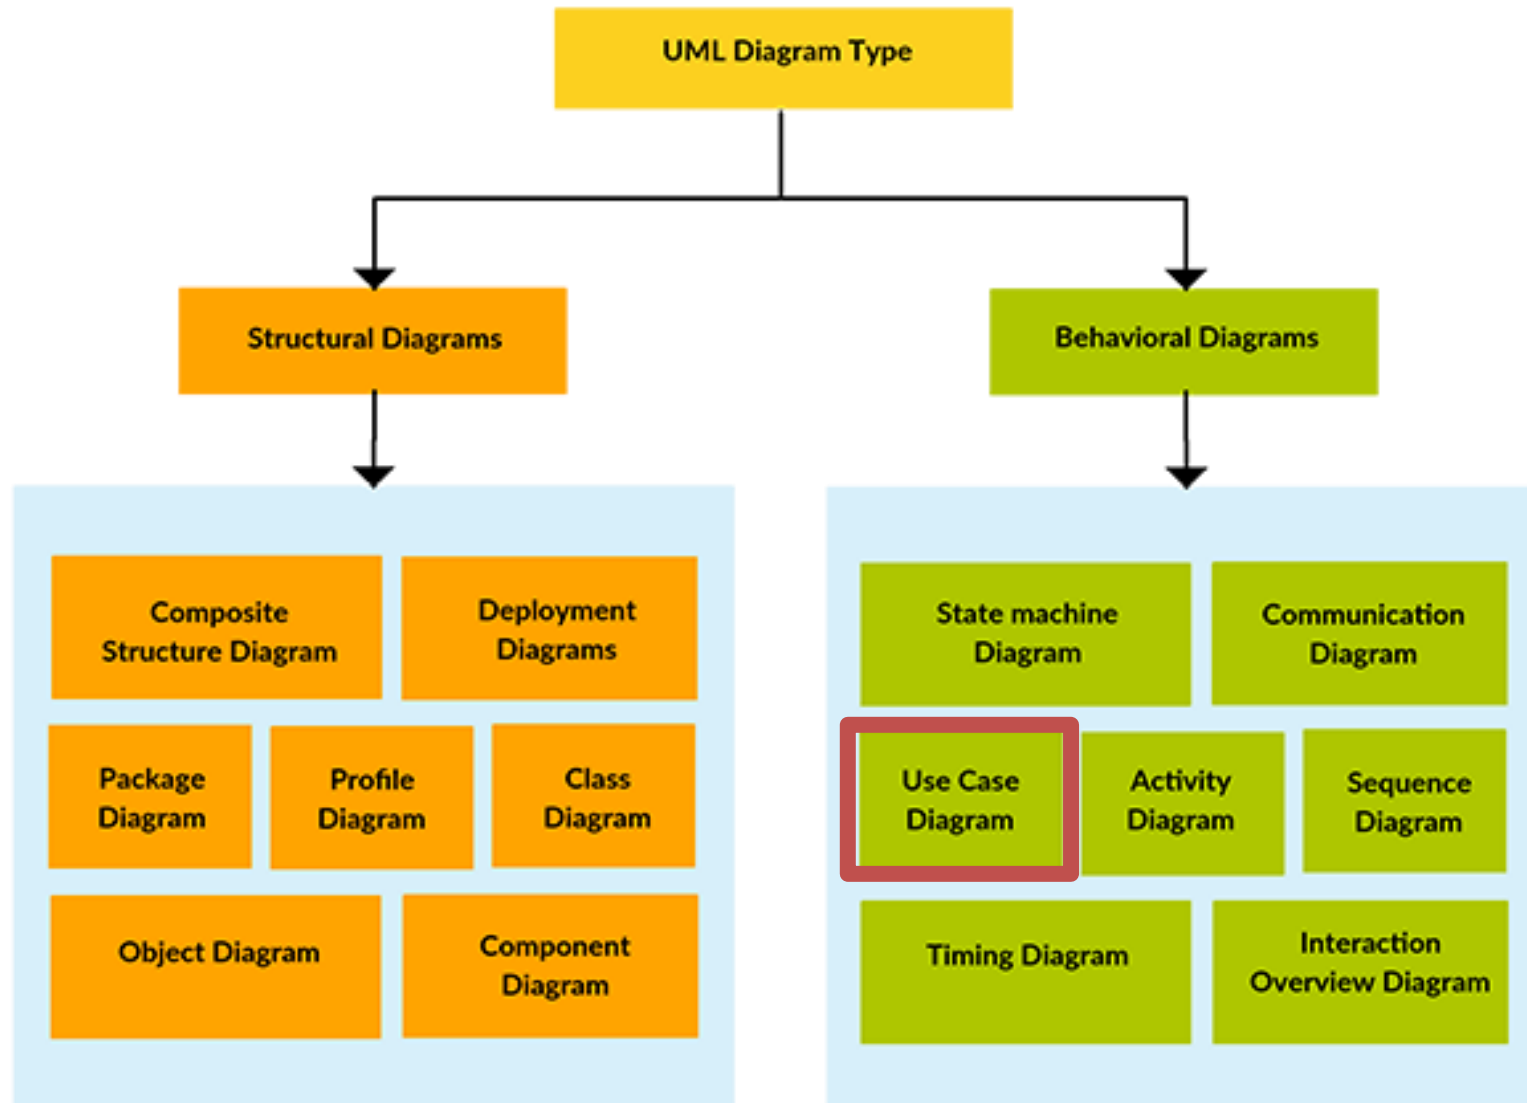 UML Diagram Type
Structural Diagrams
Behavioral Diagrams
Composite
Structure Diagram
Deployment
Diagrams
Package
Diagram
Profile
Diagram
Class
Diagram
Object Diagram
Component
Diagram
State machine
Diagram
Communication
Diagram
Use Case
Diagram
Activity
Diagram
Sequence
Diagram
Timing Diagram
Interaction
Overview Diagram